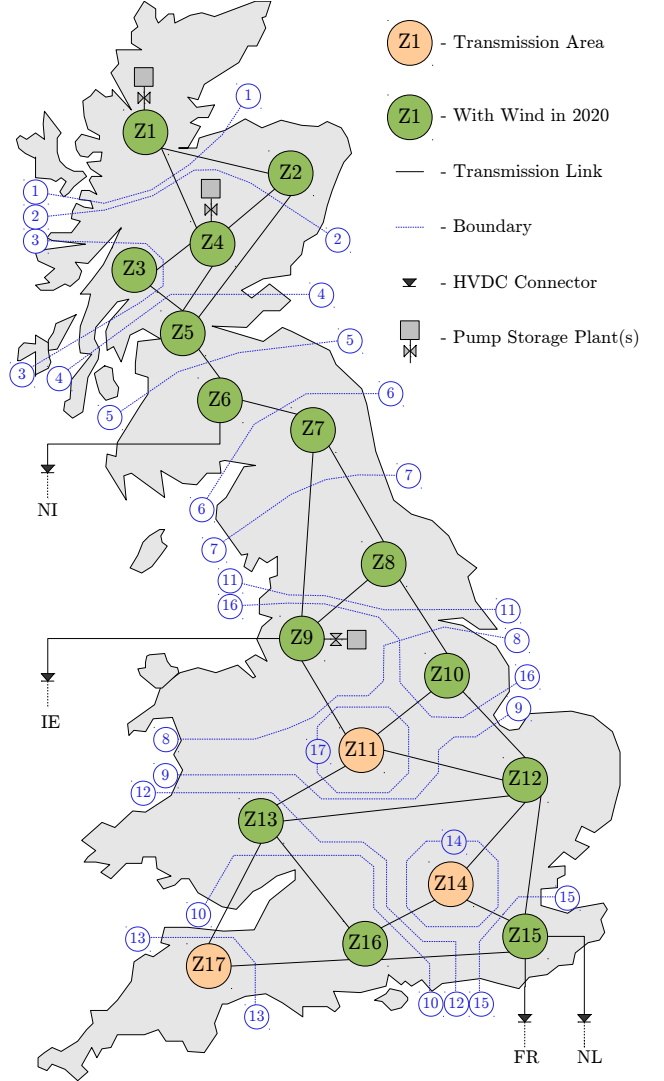 Z1 - Transmission Area
Z1 - With Wind in 2020
- Transmission Link
- Boundary
- HVDC Connector
- Pump Storage Plant(s)
1
Z1
Z2
1
2
Z4
3
2
Z3
4
Z5
5
3
4
6
Z6
5
Z7
7
6
NI
7
Z8
11
16
11
Z9
8
Z10
16
9
IE
8
17
Z11
9
Z12
12
Z13
14
Z14
15
10
Z15
13
Z16
Z17
10
12
15
13
FR
NL